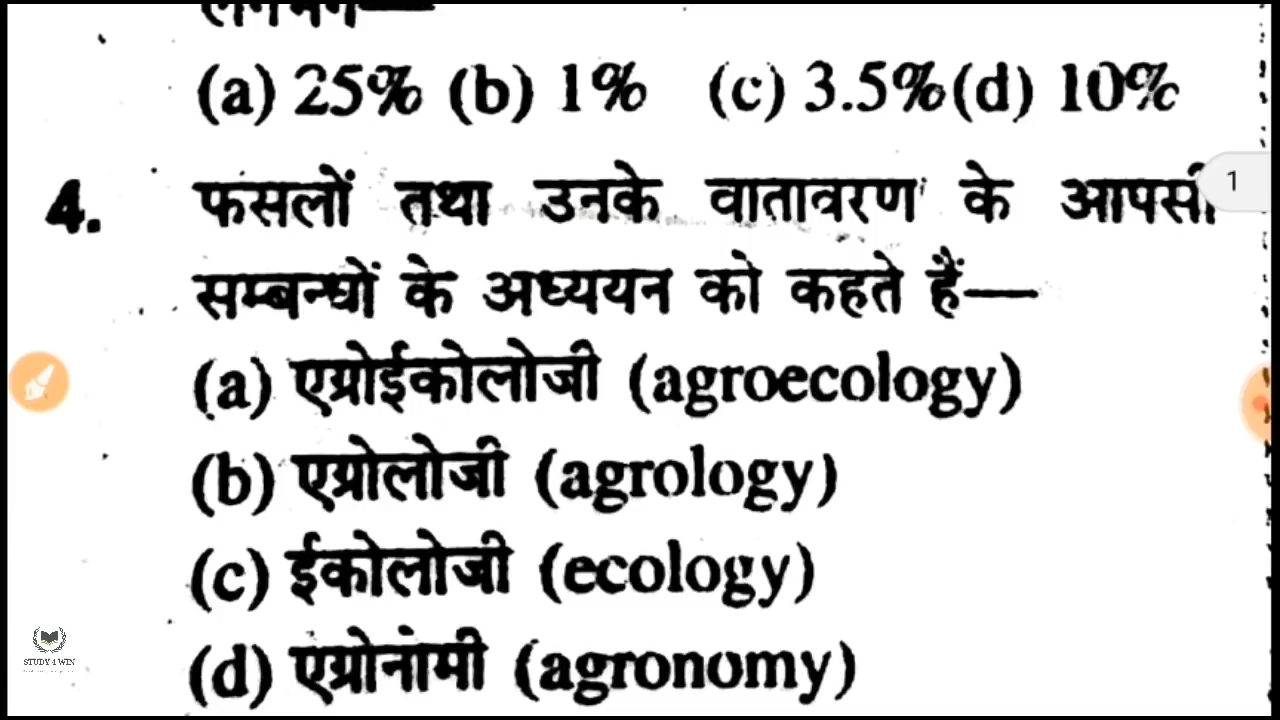 (a) 25% (b) 1% (c) 3.5%(d) 10%
4. फसलों तथा उनके वातावरण के आपसी
1
सम्बन्धों के अध्ययन को कहते हैं—
(a) एग्रोईकोलोजी (agroecology)
(b) एग्रोलोजी (agrology)
(c) ईकोलोजी (ecology)
(d) एग्रोनोमी (agronomy)
STUDY 4 WIN